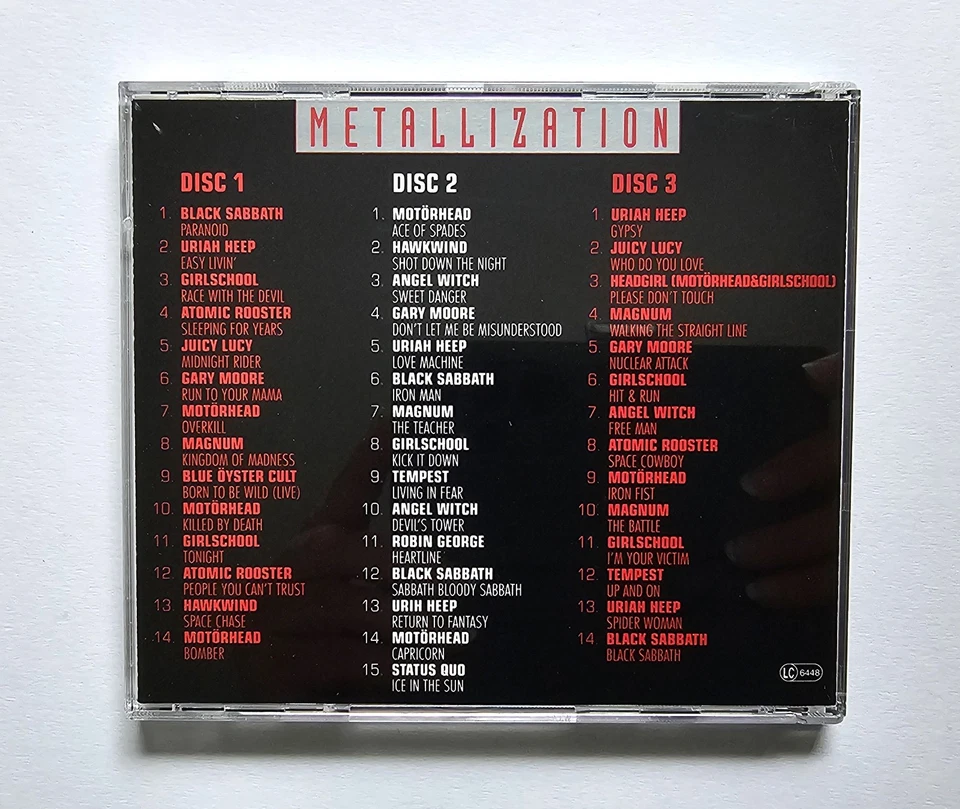 METALLIZATION
DISC 1
1. BLACK SABBATH
PARANOID
2. URIAH HEEP
EASY LIVIN'
3. GIRLSCHOOL
RACE WITH THE DEVIL
4. ATOMIC ROOSTER
SLEEPING FOR YEARS
5. JUICY LUCY
MIDNIGHT RIDER
6. GARY MOORE
RUN TO YOUR MAMA
7. MOTÖRHEAD
OVERKILL
8. MAGNUM
KINGDOM OF MADNESS
9. BLUE ÖYSTER CULT
BORN TO BE WILD (LIVE)
10. MOTÖRHEAD
KILLED BY DEATH
11. GIRLSCHOOL
TONIGHT
12. ATOMIC ROOSTER
PEOPLE YOU CAN'T TRUST
13. HAWKWIND
SPACE CHASE
14. MOTÖRHEAD
BOMBER
DISC 2
1. MOTÖRHEAD
ACE OF SPADES
2. HAWKWIND
SHOT DOWN THE NIGHT
3. ANGEL WITCH
SWEET DANGER
4. GARY MOORE
DON'T LET ME BE MISUNDERSTOOD
5. URIAH HEEP
LOVE MACHINE
6. BLACK SABBATH
IRON MAN
7. MAGNUM
THE TEACHER
8. GIRLSCHOOL
KICK IT DOWN
9. TEMPEST
LIVING IN FEAR
10. ANGEL WITCH
DEVIL'S TOWER
11. ROBIN GEORGE
HEARTLINE
12. BLACK SABBATH
SABBATH BLOODY SABBATH
13. URIH HEEP
RETURN TO FANTASY
14. MOTÖRHEAD
CAPRICORN
15. STATUS QUO
ICE IN THE SUN
DISC 3
1. URIAH HEEP
GYPSY
2. JUICY LUCY
WHO DO YOU LOVE
3. HEADGIRL (MOTÖRHEAD&GIRLSCHOOL)
PLEASE DON'T TOUCH
4. MAGNUM
WALKING THE STRAIGHT LINE
5. GARY MOORE
NUCLEAR ATTACK
6. GIRLSCHOOL
HIT & RUN
7. ANGEL WITCH
FREE MAN
8. ATOMIC ROOSTER
SPACE COWBOY
9. MOTÖRHEAD
IRON FIST
10. MAGNUM
THE BATTLE
11. GIRLSCHOOL
I'M YOUR VICTIM
12. TEMPEST
UP AND ON
13. URIAH HEEP
SPIDER WOMAN
14. BLACK SABBATH
BLACK SABBATH
LC 6448